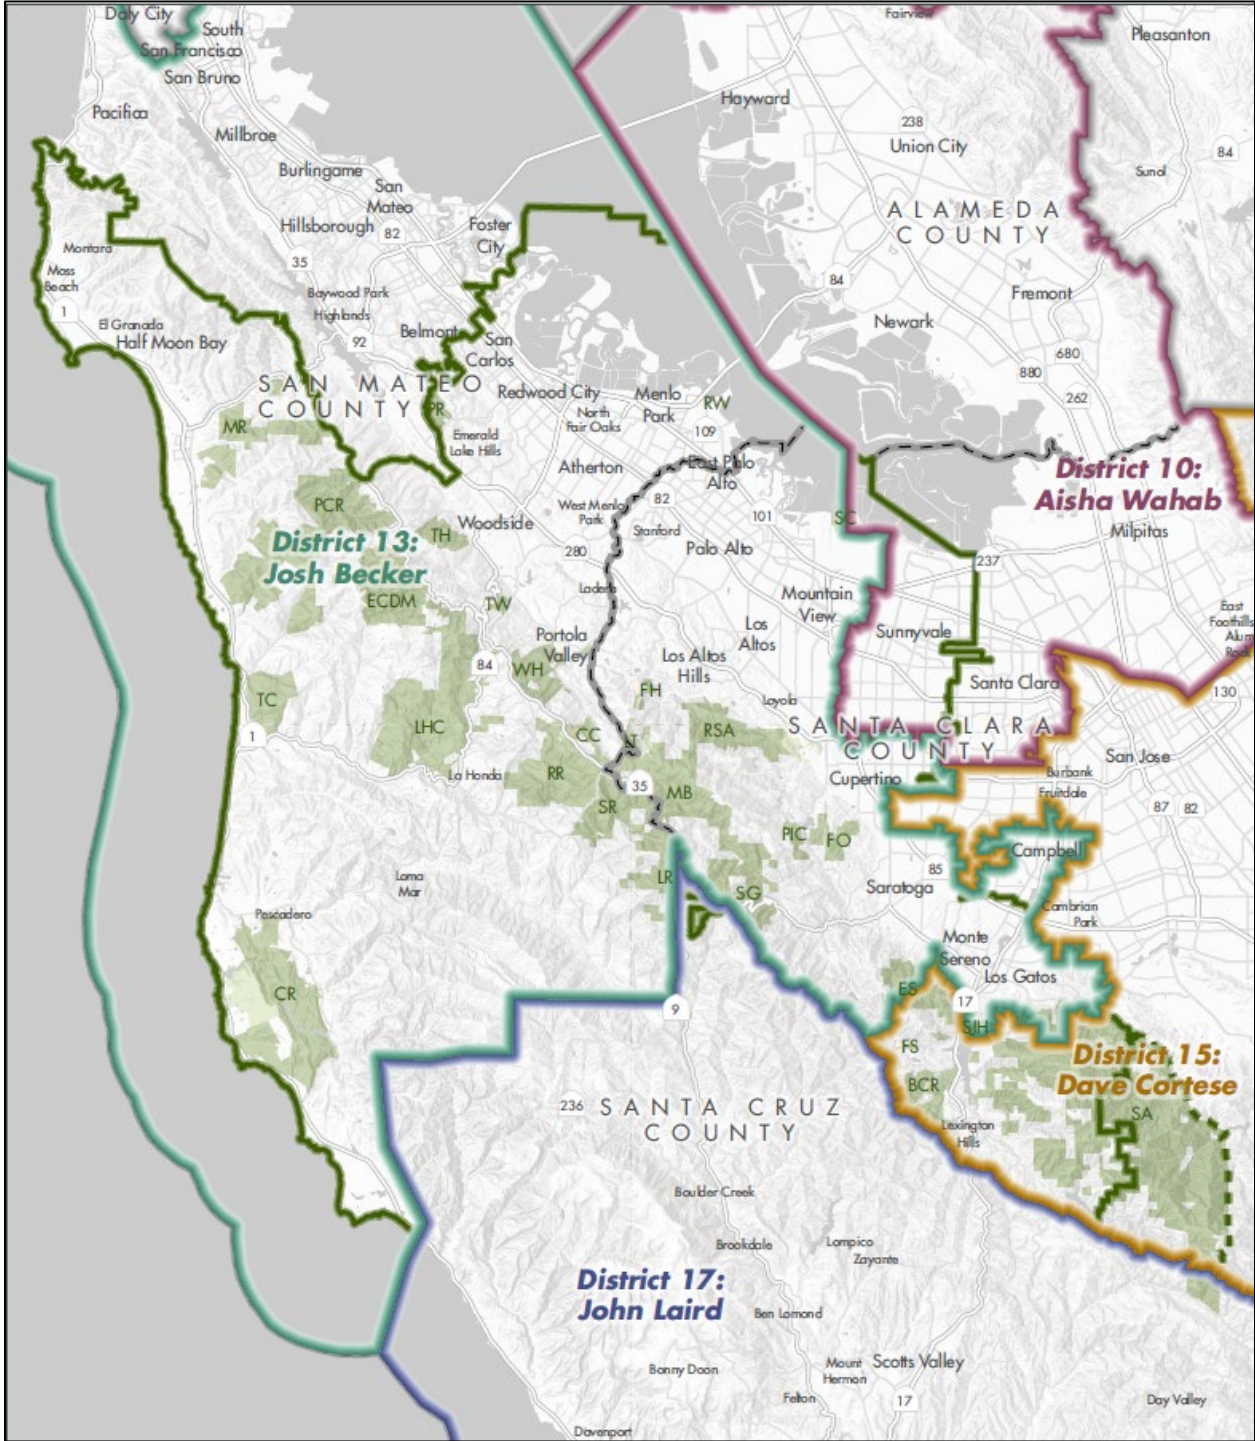 Daly City
South
San Francisco
San Bruno
Fairview
Pleasanton
Pacifica
Hayward
Millbrae
238
Union City
84
Burlingame
Sunol
San
Mateo
Hillsborough
82
Foster
City
ALAMEDA
COUNTY
Montara
35
Moss
Beach
84
Baywood Park
Highlands
Fremont
1
El Granada
Half Moon Bay
Belmont
92
San
Carlos
Newark
680
880
SAN MATEO
COUNTY
Redwood City
Menlo
Park
262
PR
North
Fair Oaks
RW
MR
Emerald
Lake Hills
109
Atherton
East Palo
Alto
District 10:
Aisha Wahab
PCR
West Menlo
Park
82
101
SC
Woodside
Stanford
Milpitas
District 13:
Josh Becker
TH
280
Palo Alto
237
Ladera
Mountain
View
ECDM
TW
East
Foothills
Alum
Rock
Portola
Valley
Los
Altos
Sunnyvale
84
WH
Los Altos
Hills
Santa Clara
FH
130
TC
Loyola
LHC
CC
RSA
SANTA CLARA
COUNTY
1
San Jose
La Honda
RR
35
Cupertino
Burbank
Fruitdale
SR
MB
87
82
PIC
FO
Campbell
Loma
Mar
LR
85
SG
Saratoga
Cambrian
Park
Pescadero
Monte
Sereno
Los Gatos
CR
ES
9
17
SJH
FS
District 15:
Dave Cortese
BCR
236
SANTA CRUZ
COUNTY
SA
Lexington
Hills
Boulder Creek
Brookdale
Lompico
Zayante
District 17:
John Laird
Ben Lomond
Bonny Doon
Mount
Hermon
Scotts Valley
Felton
17
Day Valley
Davenport